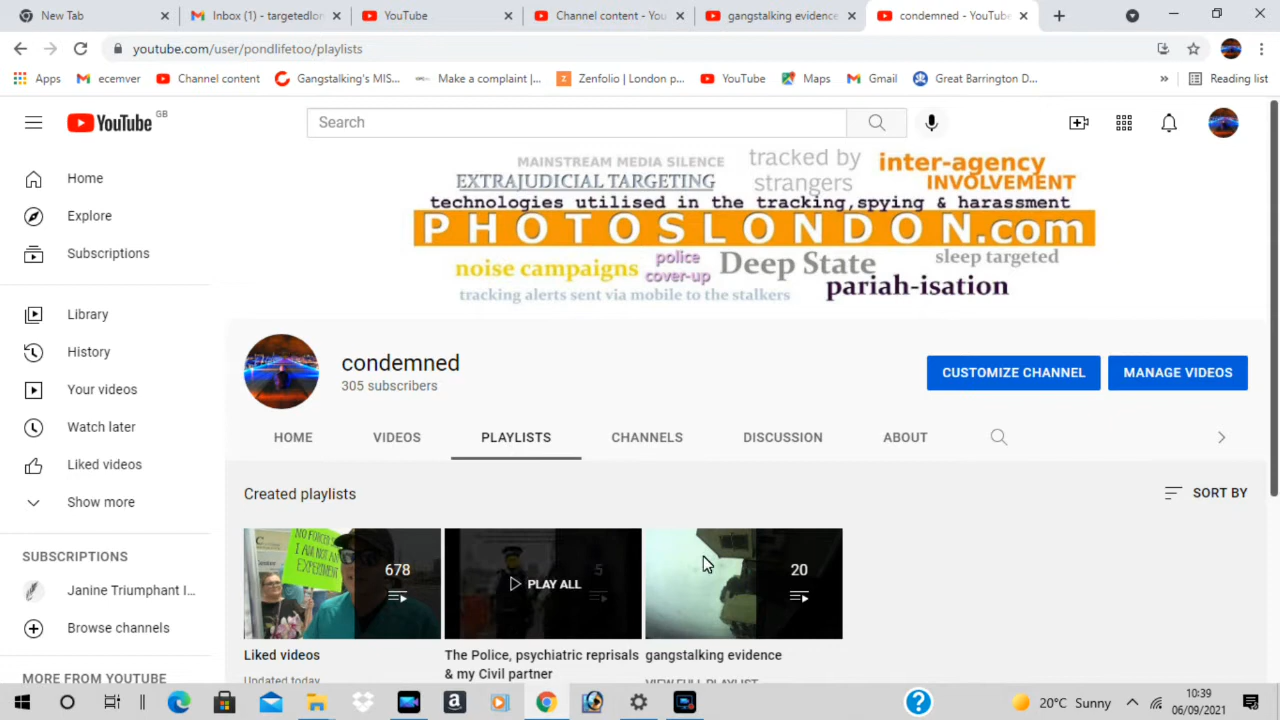 New Tab
Inbox (1) - targetedlon
YouTube
Channel content - You
gangstalking evidence
condemned - YouTube
youtube.com/user/pondlifetoo/playlists
Apps
ecemver
Channel content
Gangstalking's MIS...
Make a complaint |...
Zenfolio | London p...
YouTube
Maps
Gmail
Great Barrington D...
»
Reading list
YouTube GB
Search
MAINSTREAM MEDIA SILENCE
tracked by strangers
inter-agency INVOLVEMENT
EXTRAJUDICIAL TARGETING
technologies utilised in the tracking, spying & harassment
PHOTOSLONDON.com
noise campaigns
police cover-up
Deep State
sleep targeted
tracking alerts sent via mobile to the stalkers
pariah-isation
Home
Explore
Subscriptions
Library
History
Your videos
Watch later
Liked videos
Show more
SUBSCRIPTIONS
Janine Triumphant I...
Browse channels
MORE FROM YOUTUBE
condemned
305 subscribers
CUSTOMIZE CHANNEL
MANAGE VIDEOS
HOME
VIDEOS
PLAYLISTS
CHANNELS
DISCUSSION
ABOUT
Created playlists
SORT BY
NO FORCED
I AM NOT AN
EXPERIMENT
678
PLAY ALL
5
20
Liked videos
Updated today
The Police, psychiatric reprisals
& my Civil partner
gangstalking evidence
VIEW FULL PLAYLIST
20°C Sunny
10:39
06/09/2021